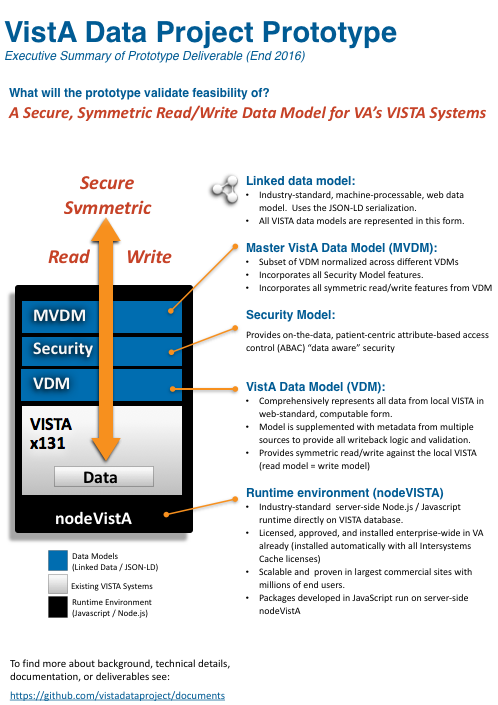 VistA Data Project Prototype
Executive Summary of Prototype Deliverable (End 2016)
What will the prototype validate feasibility of?
A Secure, Symmetric Read/Write Data Model for VA's VISTA Systems
Secure
Symmetric
Read Write
MVDM
Security
VDM
VISTA
x131
Data
nodeVistA
Data Models
(Linked Data / JSON-LD)
Existing VISTA Systems
Runtime Environment
(Javascript / Node.js)
Linked data model:
• Industry-standard, machine-processable, web data
model. Uses the JSON-LD serialization.
• All VISTA data models are represented in this form.
Master VistA Data Model (MVDM):
• Subset of VDM normalized across different VDMs
• Incorporates all Security Model features.
• Incorporates all symmetric read/write features from VDM
Security Model:
Provides on-the-data, patient-centric attribute-based access
control (ABAC) "data aware" security
VistA Data Model (VDM):
• Comprehensively represents all data from local VISTA in
web-standard, computable form.
• Model is supplemented with metadata from multiple
sources to provide all writeback logic and validation.
• Provides symmetric read/write against the local VISTA
(read model = write model)
Runtime environment (nodeVISTA)
• Industry-standard server-side Node.js / Javascript
runtime directly on VISTA database.
• Licensed, approved, and installed enterprise-wide in VA
already (installed automatically with all Intersystems
Cache licenses)
• Scalable and proven in largest commercial sites with
millions of end users.
• Packages developed in JavaScript run on server-side
nodeVistA
To find more about background, technical details,
documentation, or deliverables see:
https://github.com/vistadataproject/documents